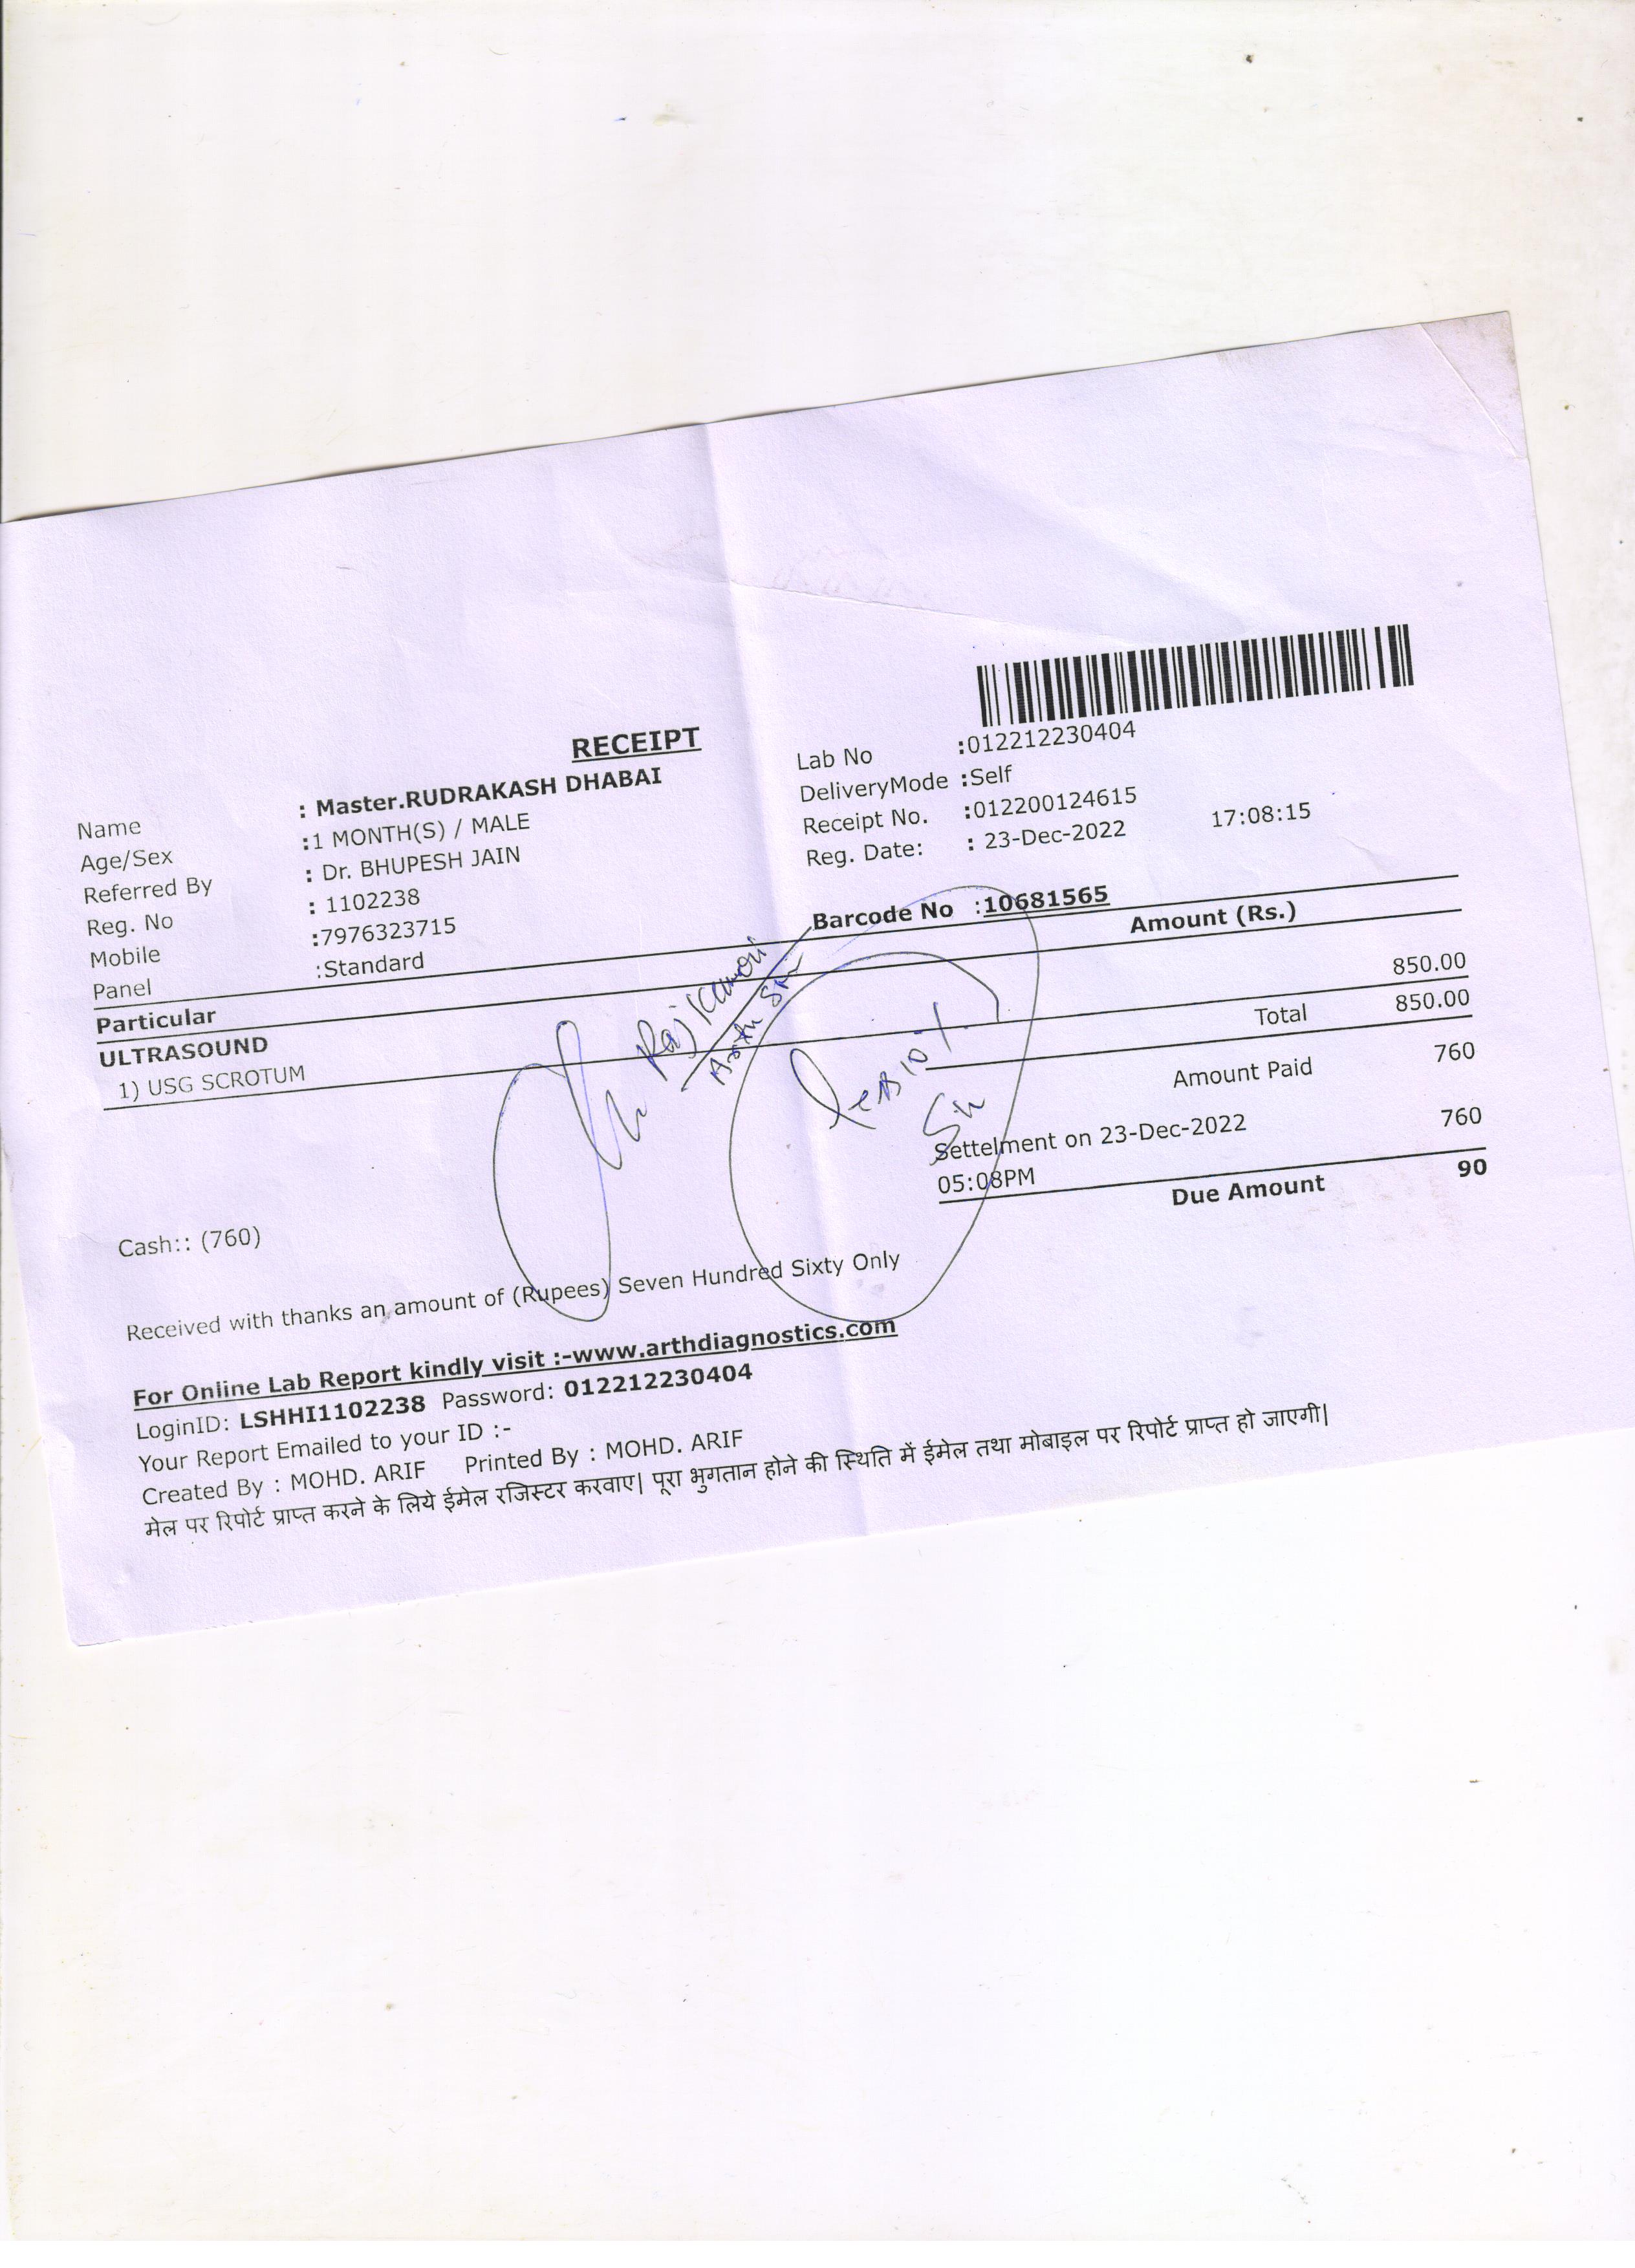 RECEIPT
Name : Master.RUDRAKASH DHABAI
Age/Sex :1 MONTH(S) / MALE
Referred By : Dr. BHUPESH JAIN
Reg. No : 1102238
Mobile :7976323715
Panel :Standard
Lab No :012212230404
DeliveryMode :Self
Receipt No. :012200124615
Reg. Date: : 23-Dec-2022 17:08:15
Barcode No :10681565
Particular Amount (Rs.)
ULTRASOUND
1) USG SCROTUM 850.00
Total 850.00
Amount Paid 760
Settelment on 23-Dec-2022 05:08PM 760
Due Amount 90
Rajkumar
Arth
Less 10%
Sir
Cash:: (760)
Received with thanks an amount of (Rupees) Seven Hundred Sixty Only
For Online Lab Report kindly visit :-www.arthdiagnostics.com
LoginID: LSHHI1102238 Password: 012212230404
Your Report Emailed to your ID :-
Created By : MOHD. ARIF Printed By : MOHD. ARIF
मेल पर रिपोर्ट प्राप्त करने के लिये ईमेल रजिस्टर करवाए| पूरा भुगतान होने की स्थिति में ईमेल तथा मोबाइल पर रिपोर्ट प्राप्त हो जाएगी|